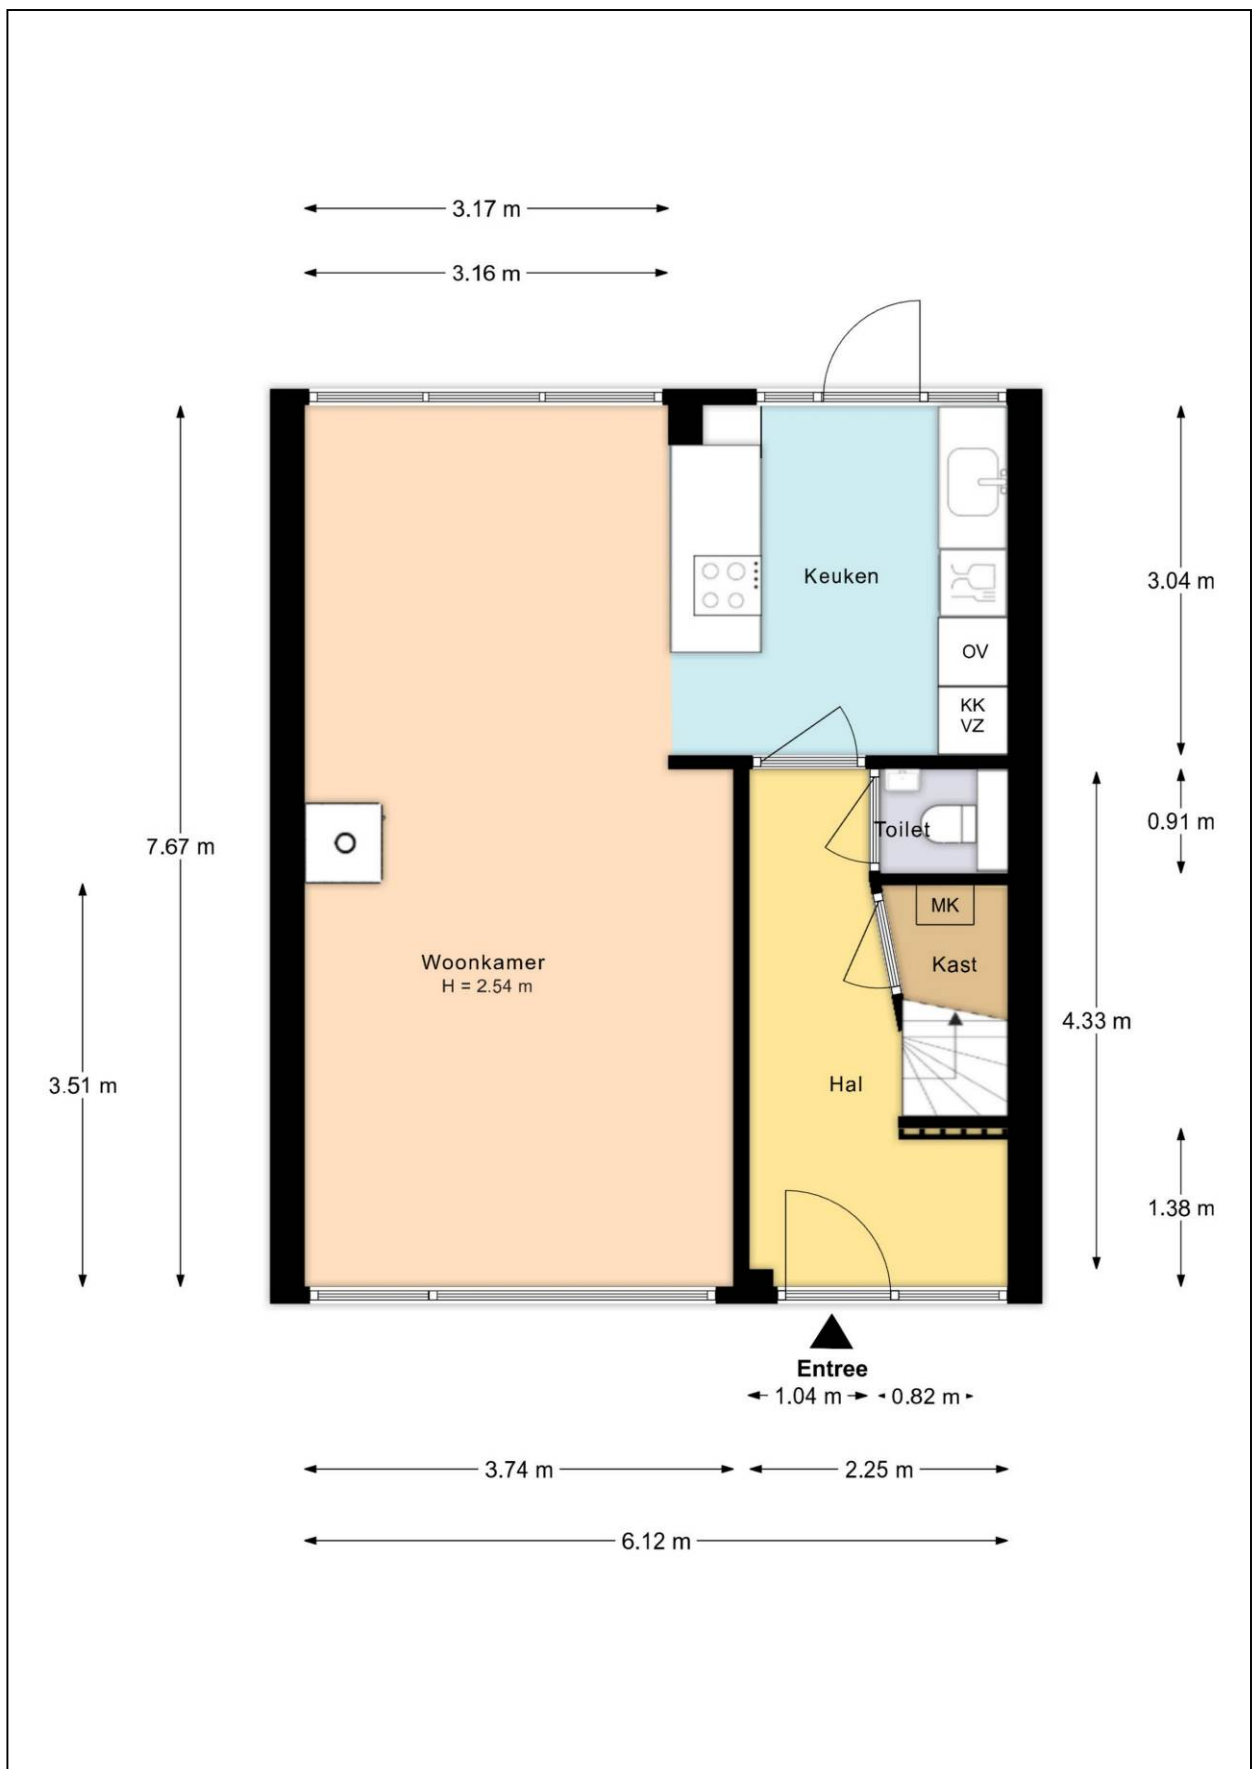 3.17 m
3.16 m
Keuken
3.04 m
OV
KK
VZ
7.67 m
Toilet
0.91 m
MK
Woonkamer
H = 2.54 m
Kast
4.33 m
3.51 m
Hal
1.38 m
Entree
1.04 m
0.82 m
3.74 m
2.25 m
6.12 m